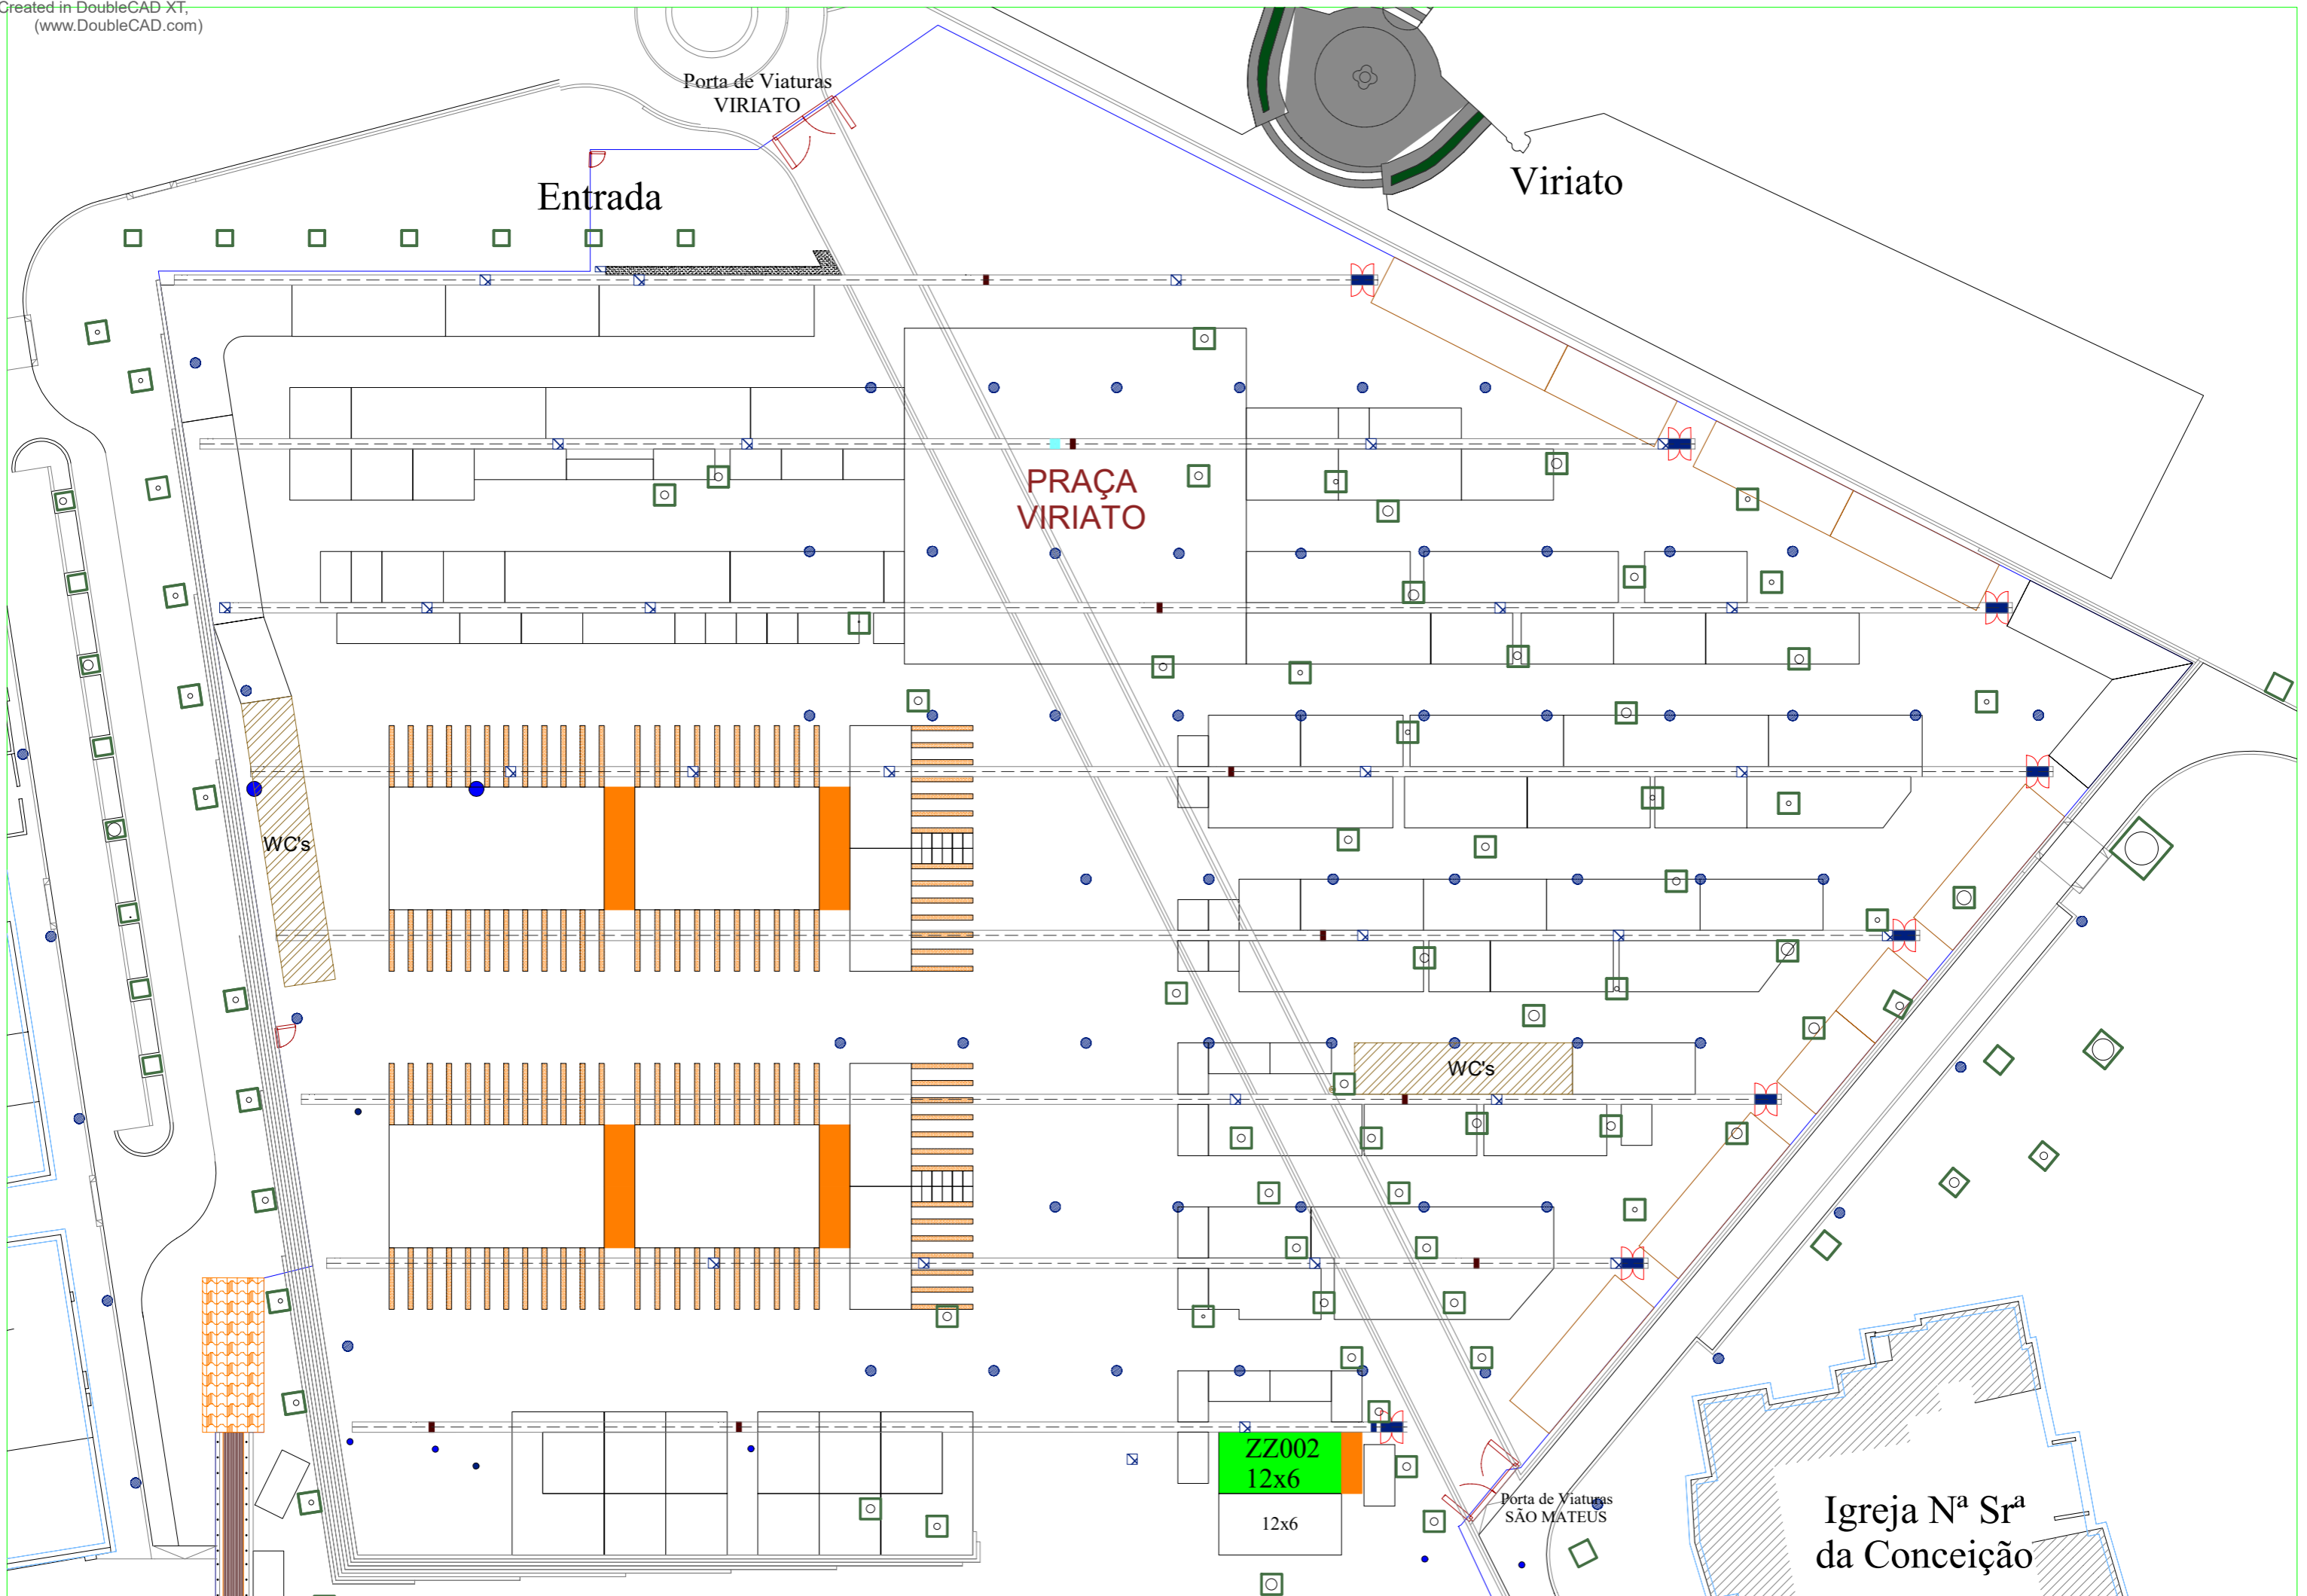 Created in DoubleCAD XT,
(www.DoubleCAD.com)
Porta de Viaturas
VIRIATO
Entrada
Viriato
PRAÇA
VIRIATO
WC's
WC's
ZZ002
12x6
12x6
Porta de Viaturas
SÃO MATEUS
Igreja Nª Srª
da Conceição